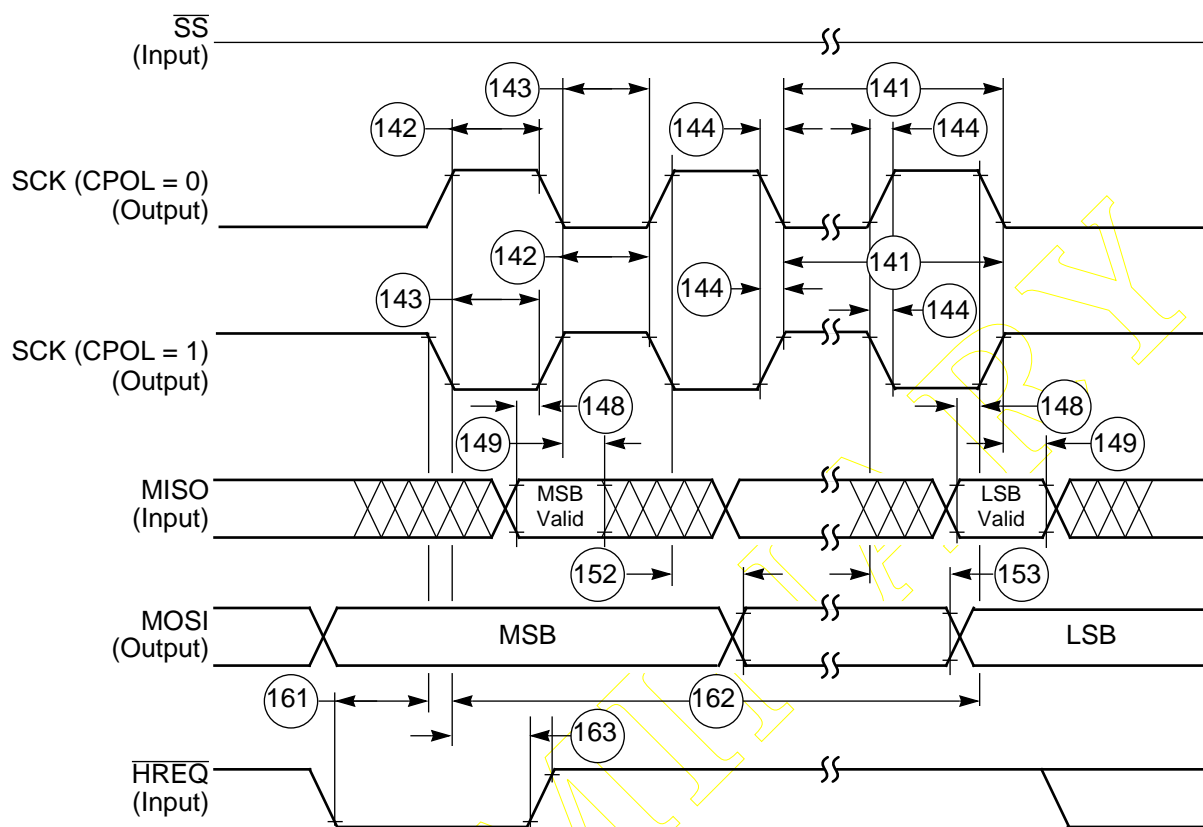 SS
(Input)
143
141
142
144
144
SCK (CPOL = 0)
(Output)
142
141
143
144
144
SCK (CPOL = 1)
(Output)
148
148
149
149
MISO
(Input)
MSB
Valid
LSB
Valid
152
153
MOSI
(Output)
MSB
LSB
161
162
163
HREQ
(Input)